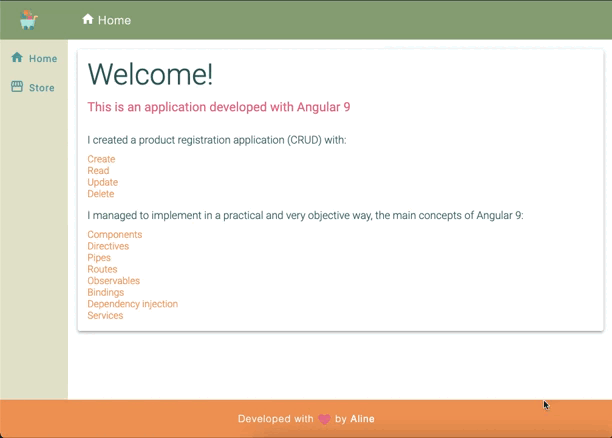 Home
Home
Store
Welcome!
This is an application developed with Angular 9
I created a product registration application (CRUD) with:
Create
Read
Update
Delete
I managed to implement in a practical and very objective way, the main concepts of Angular 9:
Components
Directives
Pipes
Routes
Observables
Bindings
Dependency injection
Services
Developed with by Aline